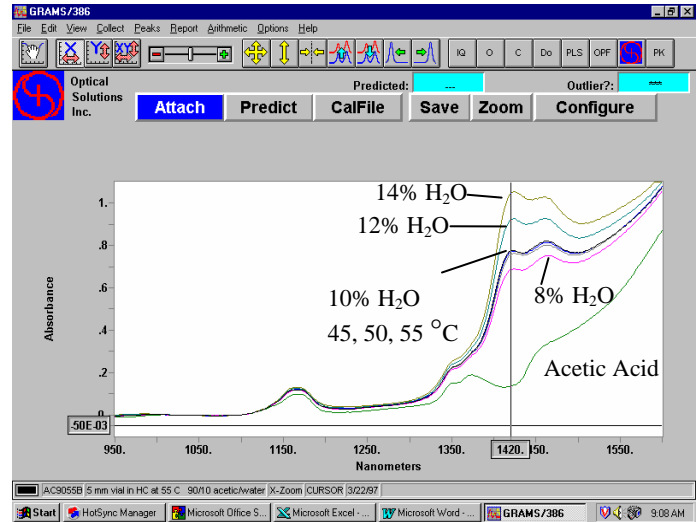 GRAMS/386
File Edit View Collect Peaks Report Arithmetic Options Help
X Y XY IQ O C Do PLS OPF PK
Optical
Solutions
Inc.
Predicted: --- Outlier?: ***
Attach Predict CalFile Save Zoom Configure
14% H₂O
12% H₂O
10% H₂O
45, 50, 55 °C
8% H₂O
Acetic Acid
Absorbance
1.
.8
.6
.4
.2
0
-50E-03
950. 1050. 1150. 1250. 1350. 1420. 450. 1550.
Nanometers
AC9055B 5 mm vial in HC at 55 C 90/10 acetic/water X-Zoom CURSOR 3/22/97
Start HotSync Manager Microsoft Office S... Microsoft Excel - ... Microsoft Word - ... GRAMS/386 9:08 AM